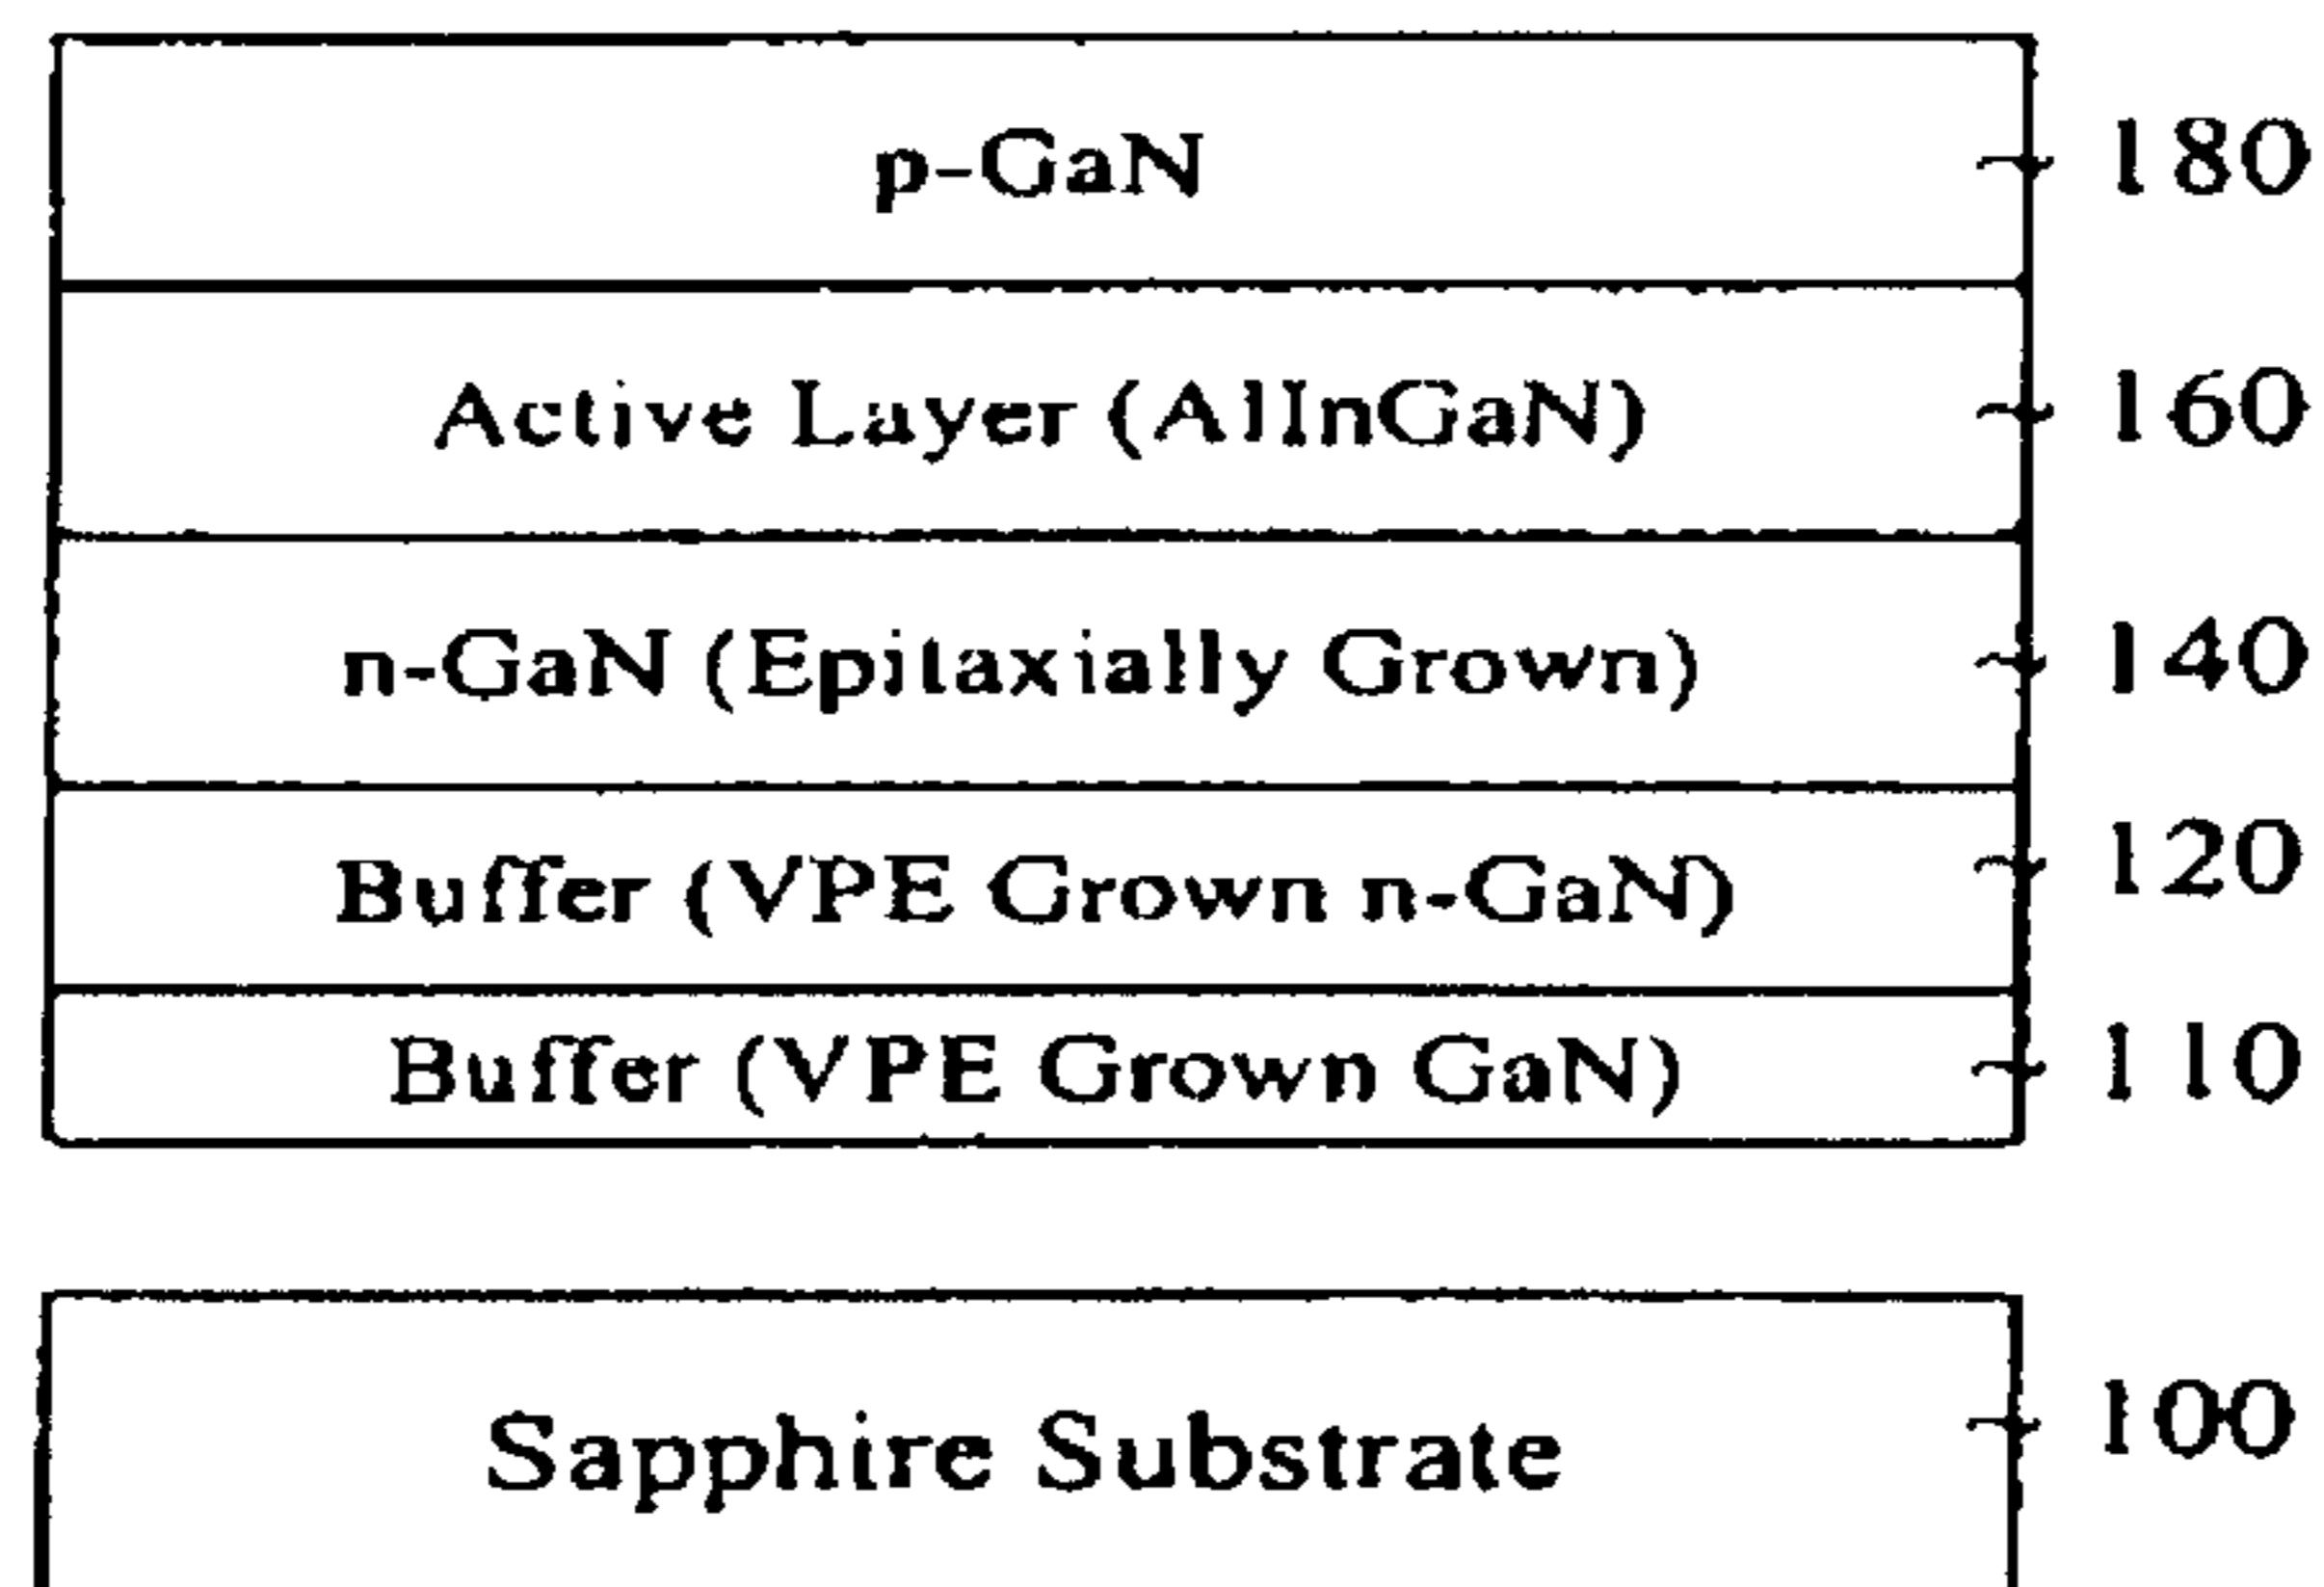 p-GaN 180
Active Layer (AlInGaN) 160
n-GaN (Epitaxially Grown) 140
Buffer (VPE Grown n-GaN) 120
Buffer (VPE Grown GaN) 110
Sapphire Substrate 100